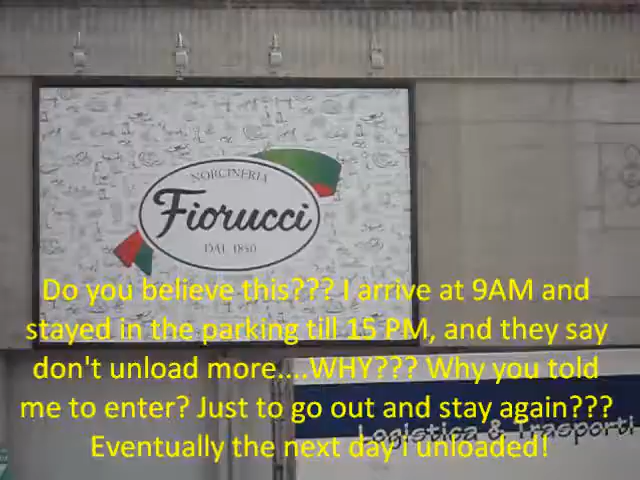 NORCINERIA
Fiorucci
DAL 1850
Do you believe this??? I arrive at 9AM and
stayed in the parking till 15 PM, and they say
don't unload more....WHY??? Why you told
me to enter? Just to go out and stay again???
Logistica & Trasporti
Eventually the next day I unloaded!